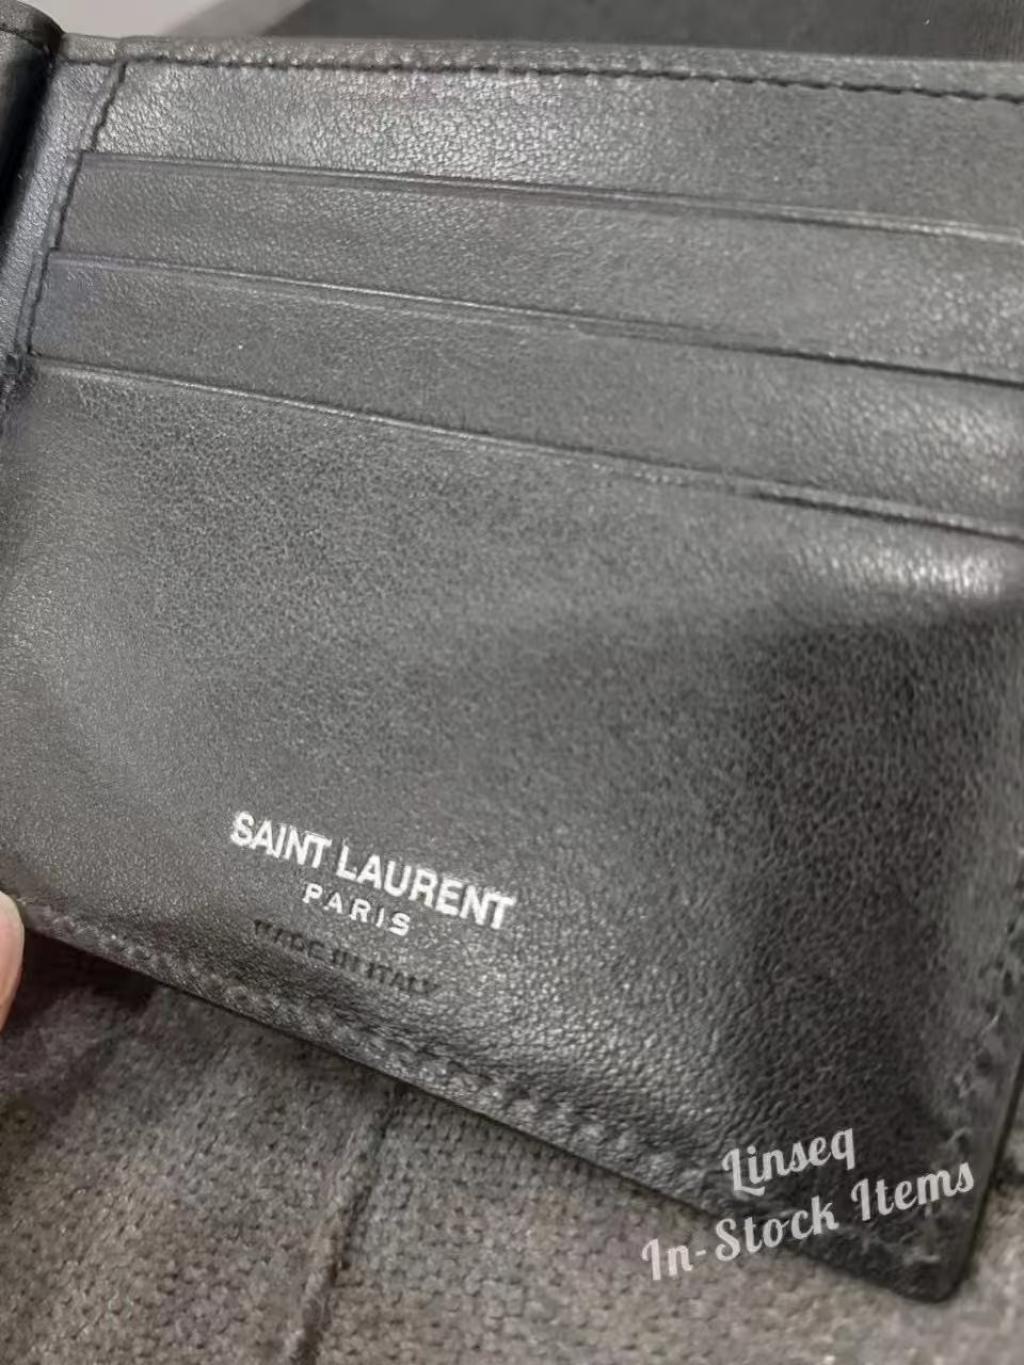 SAINT LAURENT
PARIS
MADE IN ITALY
Linseq
In-Stock Items